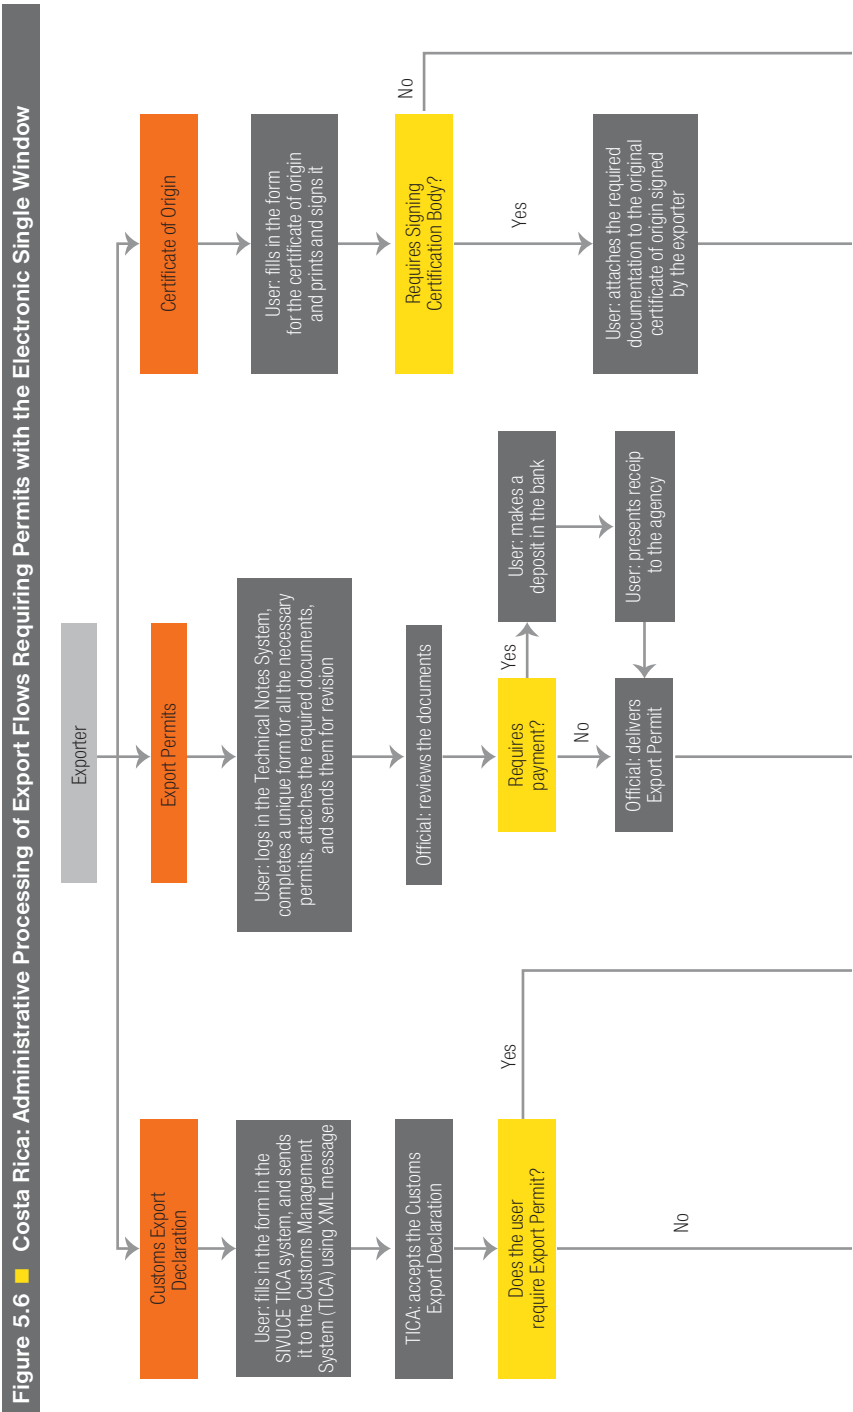 Figure 5.6 ■ Costa Rica: Administrative Processing of Export Flows Requiring Permits with the Electronic Single Window
Exporter
Customs Export
Declaration
User: fills in the form in the
SIVUCE TICA system, and sends
it to the Customs Management
System (TICA) using XML message
TICA: accepts the Customs
Export Declaration
Does the user
require Export Permit?
Yes
No
Export Permits
User: logs in the Technical Notes System,
completes a unique form for all the necessary
permits, attaches the required documents,
and sends them for revision
Official: reviews the documents
Requires
payment?
Yes
No
User: makes a
deposit in the bank
User: presents receip
to the agency
Official: delivers
Export Permit
Certificate of Origin
User: fills in the form
for the certificate of origin
and prints and signs it
Requires Signing
Certification Body?
No
Yes
User: attaches the required
documentation to the original
certificate of origin signed
by the exporter